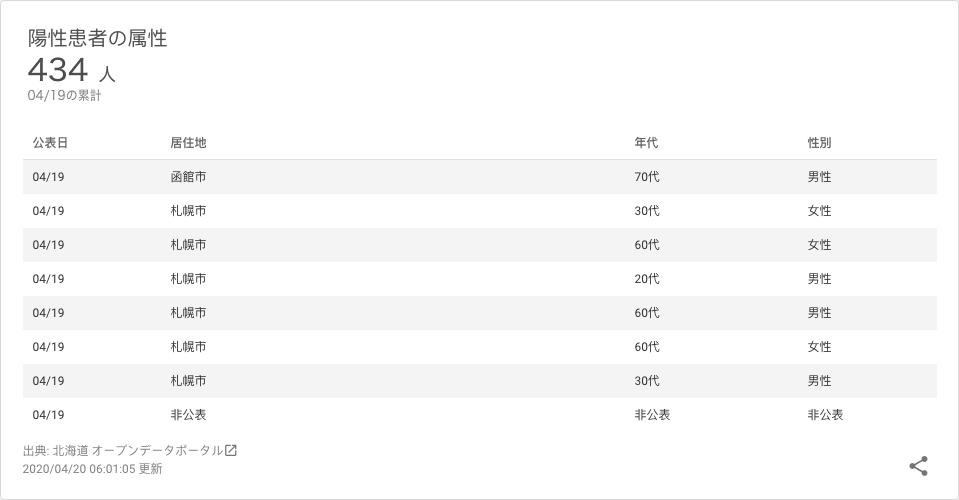 陽性患者の属性
434 人
04/19の累計
公表日 居住地 年代 性別
04/19 函館市 70代 男性
04/19 札幌市 30代 女性
04/19 札幌市 60代 女性
04/19 札幌市 20代 男性
04/19 札幌市 60代 男性
04/19 札幌市 60代 女性
04/19 札幌市 30代 男性
04/19 非公表 非公表 非公表
出典: 北海道 オープンデータポータル
2020/04/20 06:01:05 更新